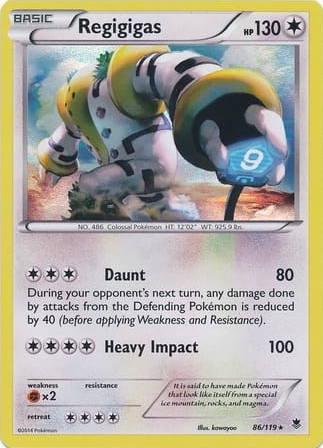 BASIC
Regigigas
HP 130
9
NO. 486 Colossal Pokémon HT: 12'02" WT: 925.9 lbs.
Daunt 80
During your opponent's next turn, any damage done
by attacks from the Defending Pokémon is reduced
by 40 (before applying Weakness and Resistance).
Heavy Impact 100
weakness resistance
×2
retreat
It is said to have made Pokémon
that look like itself from a special
ice mountain, rocks, and magma.
©2014 Pokémon
Illus. kawayoo
86/119 ★